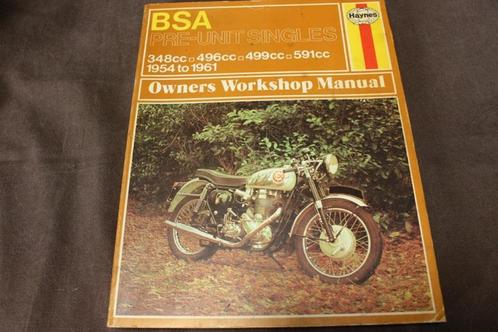 BSA
Haynes
PRE-UNIT SINGLES
348cc □ 496cc □ 499cc □ 591cc
1954 to 1961
Owners Workshop Manual